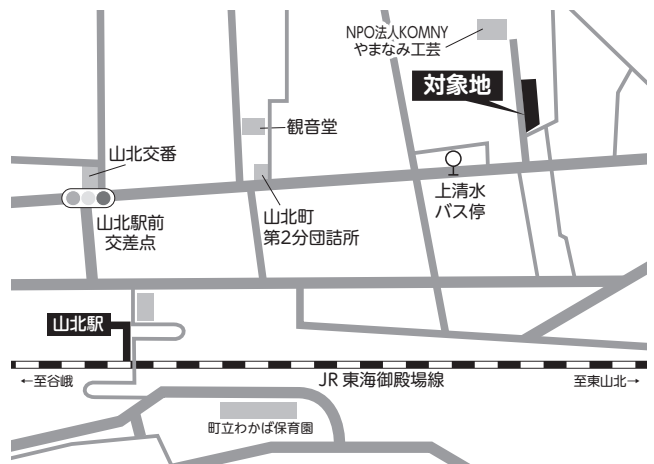 NPO法人KOMNY
やまなみ工芸
対象地
観音堂
山北交番
上清水
バス停
山北町
第2分団詰所
山北駅前
交差点
山北駅
←至谷峨
JR東海御殿場線
至東山北→
町立わかば保育園